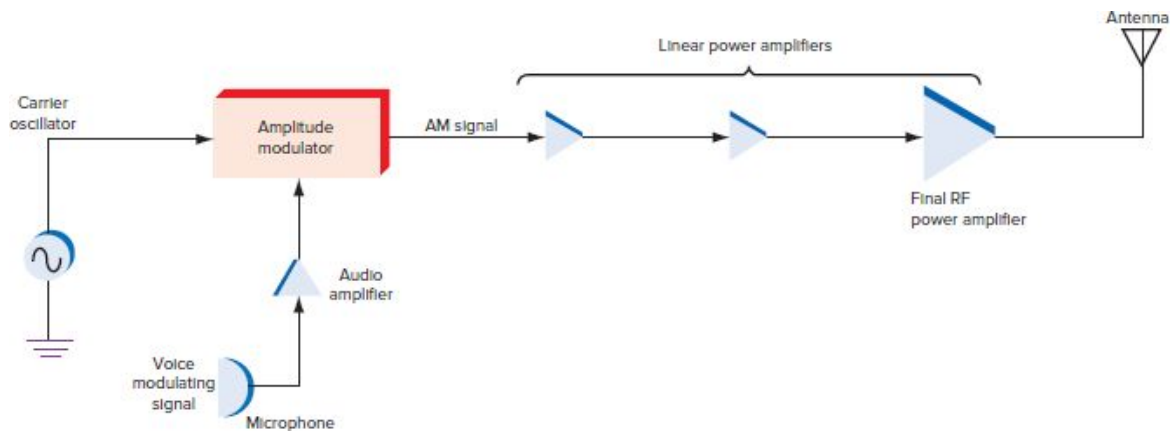 Antenna
Linear power amplifiers
Carrier
oscillator
Amplitude
modulator
AM signal
Final RF
power amplifier
Audio
amplifier
Voice
modulating
signal
Microphone